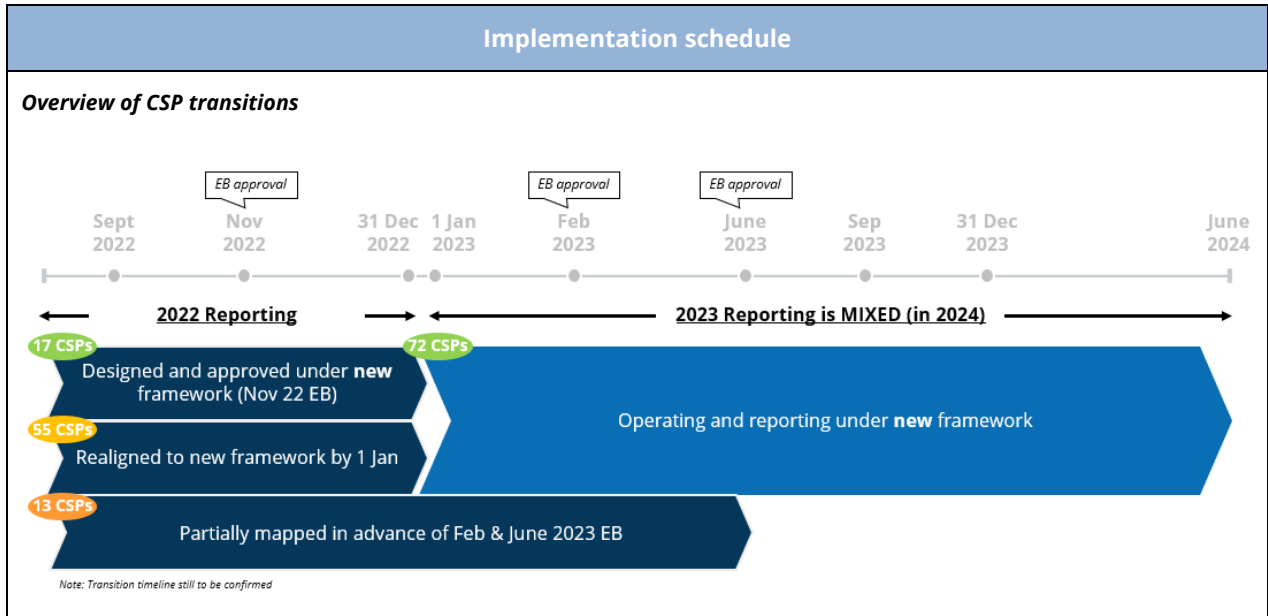 Implementation schedule
Overview of CSP transitions
EB approval
EB approval
EB approval
Sept
2022
Nov
2022
31 Dec
2022
1 Jan
2023
Feb
2023
June
2023
Sep
2023
31 Dec
2023
June
2024
2022 Reporting
2023 Reporting is MIXED (in 2024)
17 CSPs
72 CSPs
Designed and approved under new
framework (Nov 22 EB)
Operating and reporting under new framework
55 CSPs
Realigned to new framework by 1 Jan
13 CSPs
Partially mapped in advance of Feb & June 2023 EB
Note: Transition timeline still to be confirmed